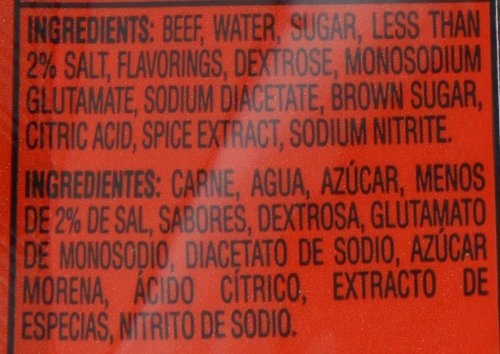 INGREDIENTS: BEEF, WATER, SUGAR, LESS THAN
2% SALT, FLAVORINGS, DEXTROSE, MONOSODIUM
GLUTAMATE, SODIUM DIACETATE, BROWN SUGAR,
CITRIC ACID, SPICE EXTRACT, SODIUM NITRITE.
INGREDIENTES: CARNE, AGUA, AZÚCAR, MENOS
DE 2% DE SAL, SABORES, DEXTROSA, GLUTAMATO
DE MONOSODIO, DIACETATO DE SODIO, AZÚCAR
MORENA, ÁCIDO CÍTRICO, EXTRACTO DE
ESPECIAS, NITRITO DE SODIO.